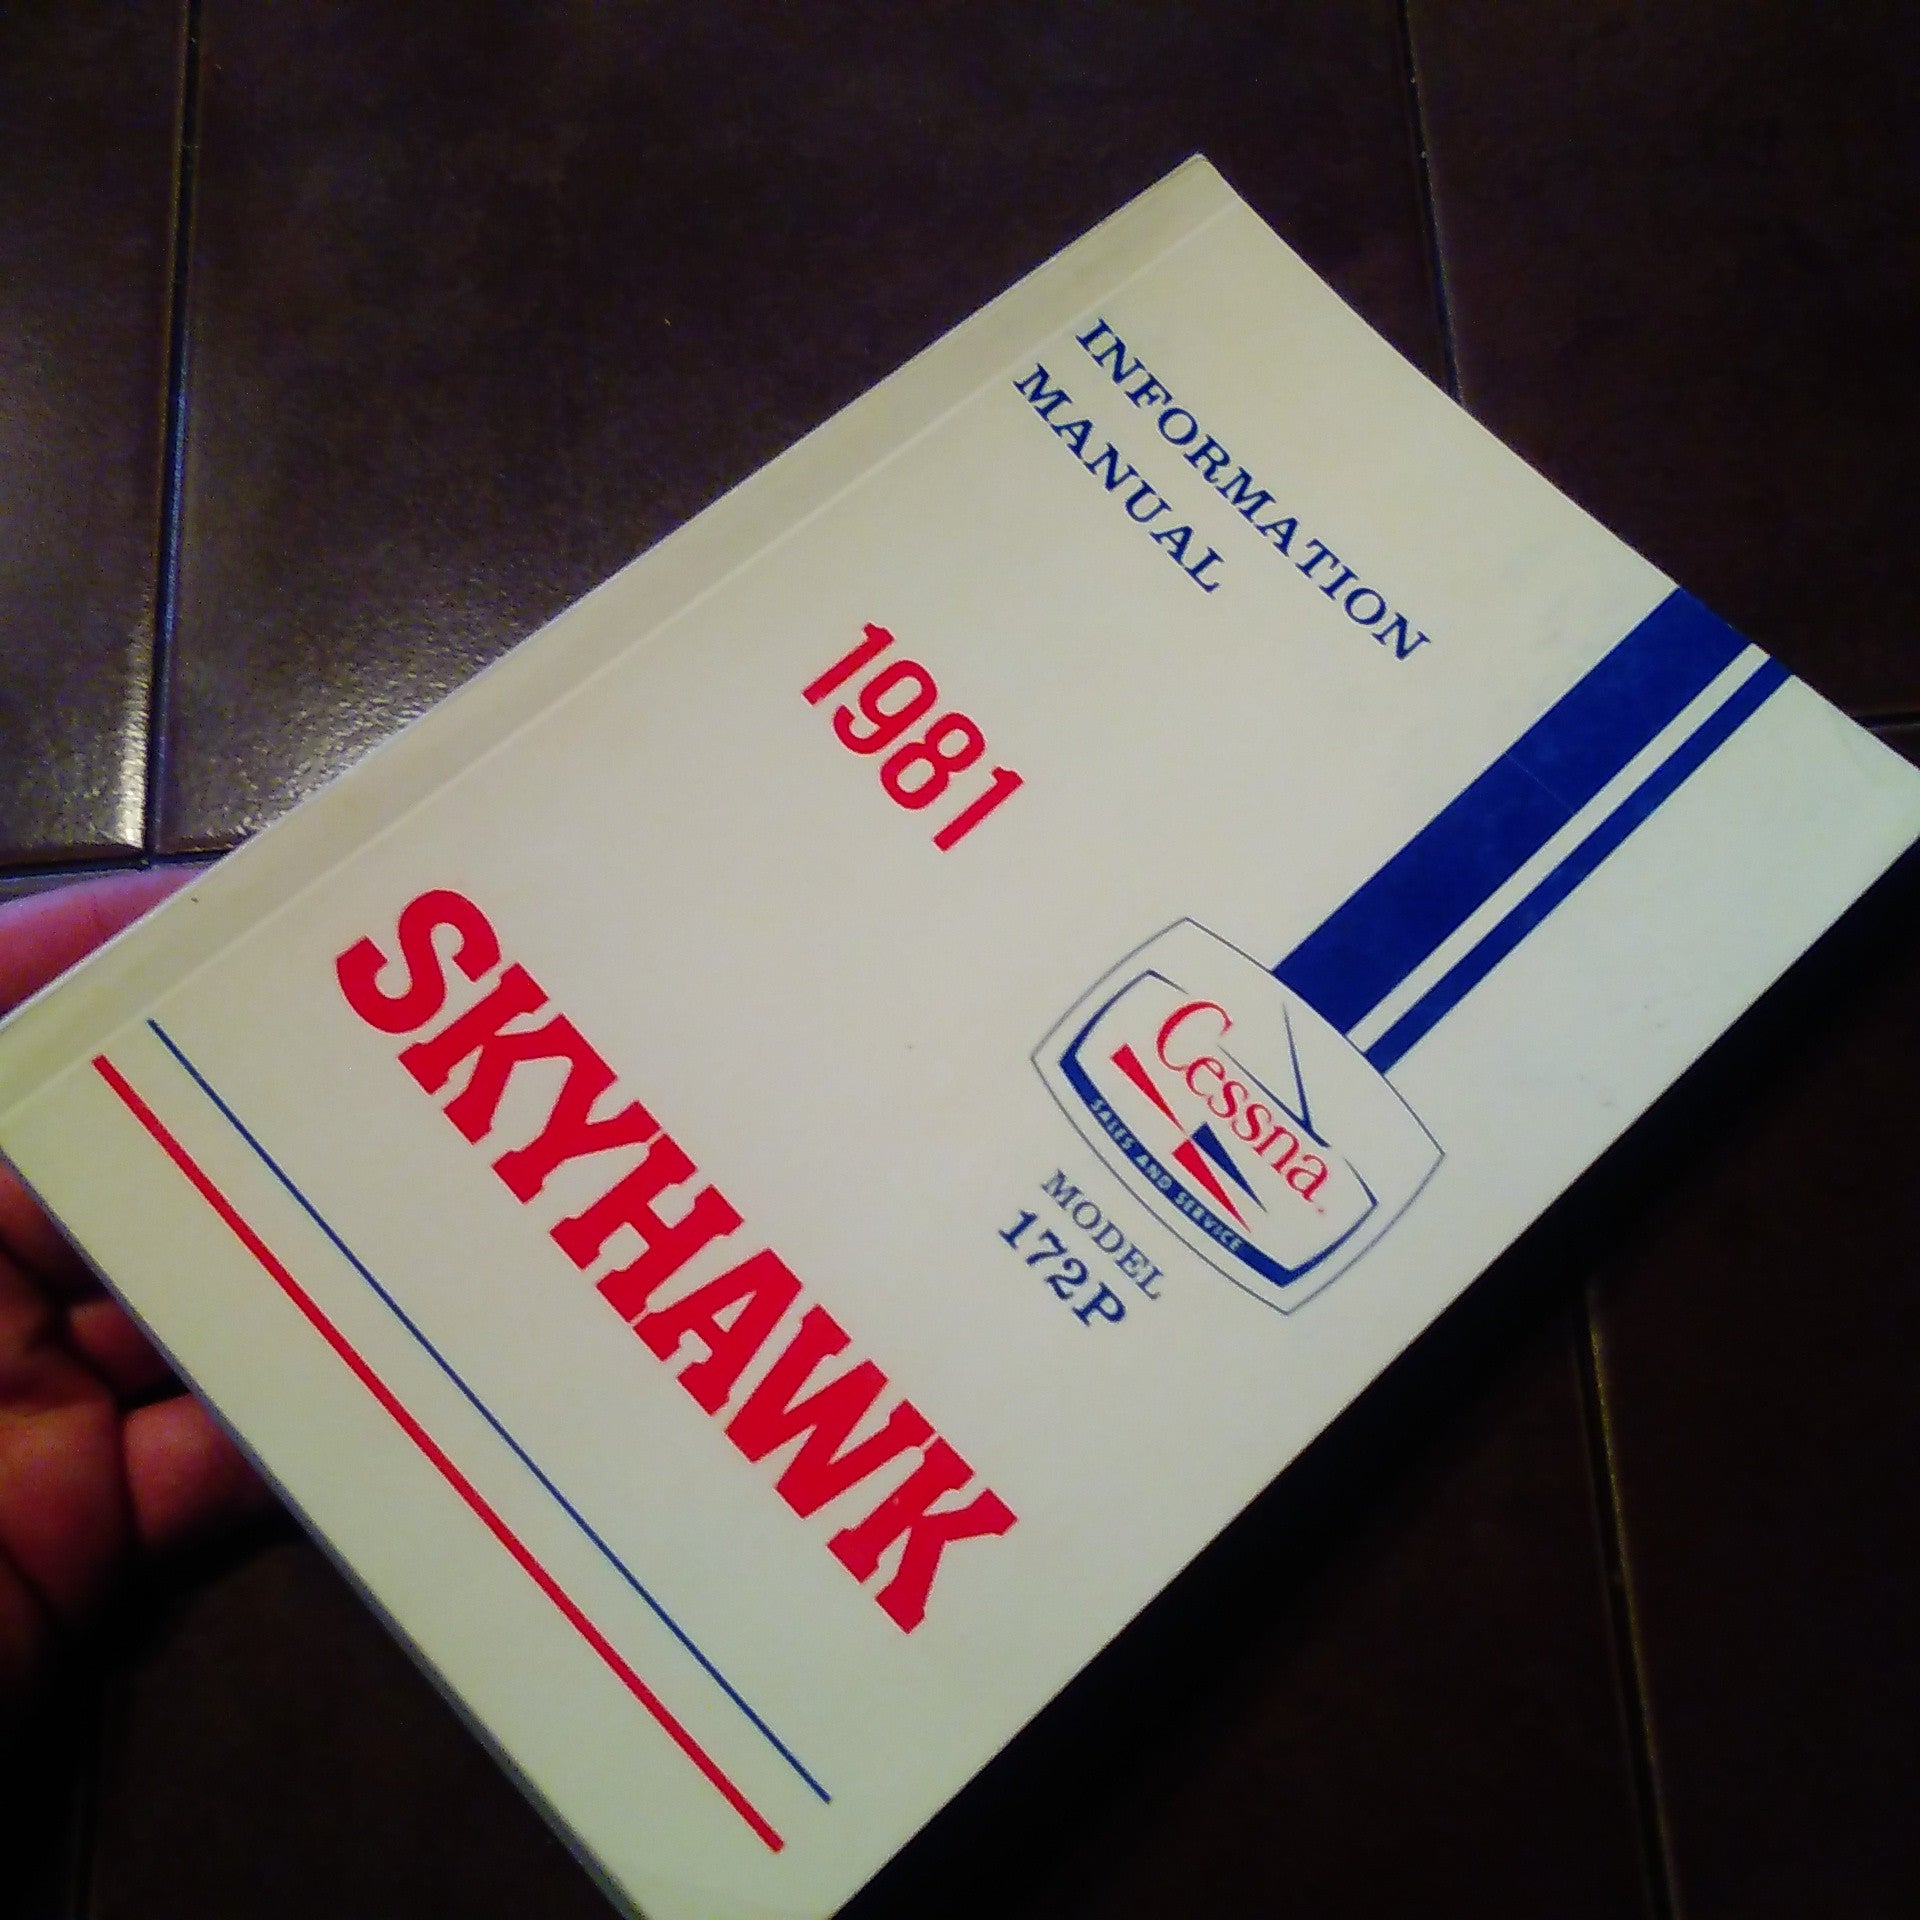 INFORMATION
MANUAL
1981
Cessna
SALES AND SERVICE
MODEL
172P
SKYHAWK